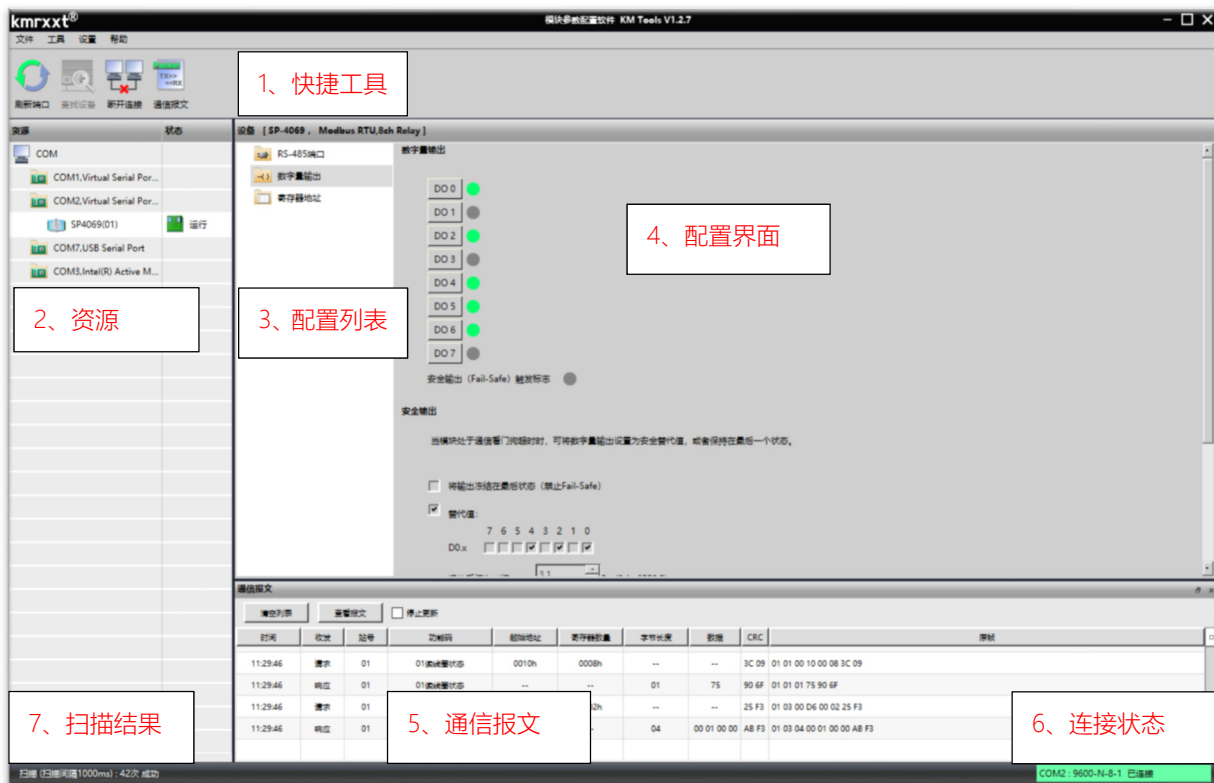 kmrxxt®
模块参数配置软件 KM Tools V1.2.7
文件 工具 设置 帮助
刷新端口 查找设备 断开连接 通信报文
1、快捷工具
资源 状态
设备 [ SP-4069 , Modbus RTU,8ch Relay ]
COM
COM1,Virtual Serial Por...
COM2,Virtual Serial Por...
SP4069(01) 运行
COM7,USB Serial Port
COM3,Intel(R) Active M...
2、资源
RS-485端口
数字量输出
寄存器地址
3、配置列表
数字量输出
DO 0
DO 1
DO 2
DO 3
DO 4
DO 5
DO 6
DO 7
4、配置界面
安全输出（Fail-Safe）触发标志
安全输出
当模块处于通信看门狗超时时，可将数字量输出设置为安全替代值，或者保持在最后一个状态。
将输出冻结在最后状态（禁止Fail-Safe）
替代值:
7 6 5 4 3 2 1 0
D0.x
通信报文
清空列表 查看报文 停止更新
时间 收发 站号 功能码 起始地址 寄存器数量 字节长度 数据 CRC 原帧
11:29:46 请求 01 01读线圈状态 0010h 0008h -- -- 3C 09 01 01 00 10 00 08 3C 09
11:29:46 响应 01 01读线圈状态 -- -- 01 75 90 6F 01 01 01 75 90 6F
11:29:46 请求 01 -- -- 25 F3 01 03 00 D6 00 02 25 F3
11:29:46 响应 01 04 00 01 00 00 AB F3 01 03 04 00 01 00 00 AB F3
7、扫描结果
5、通信报文
6、连接状态
扫描 (扫描间隔1000ms) : 42次 成功
COM2 : 9600-N-8-1 已连接